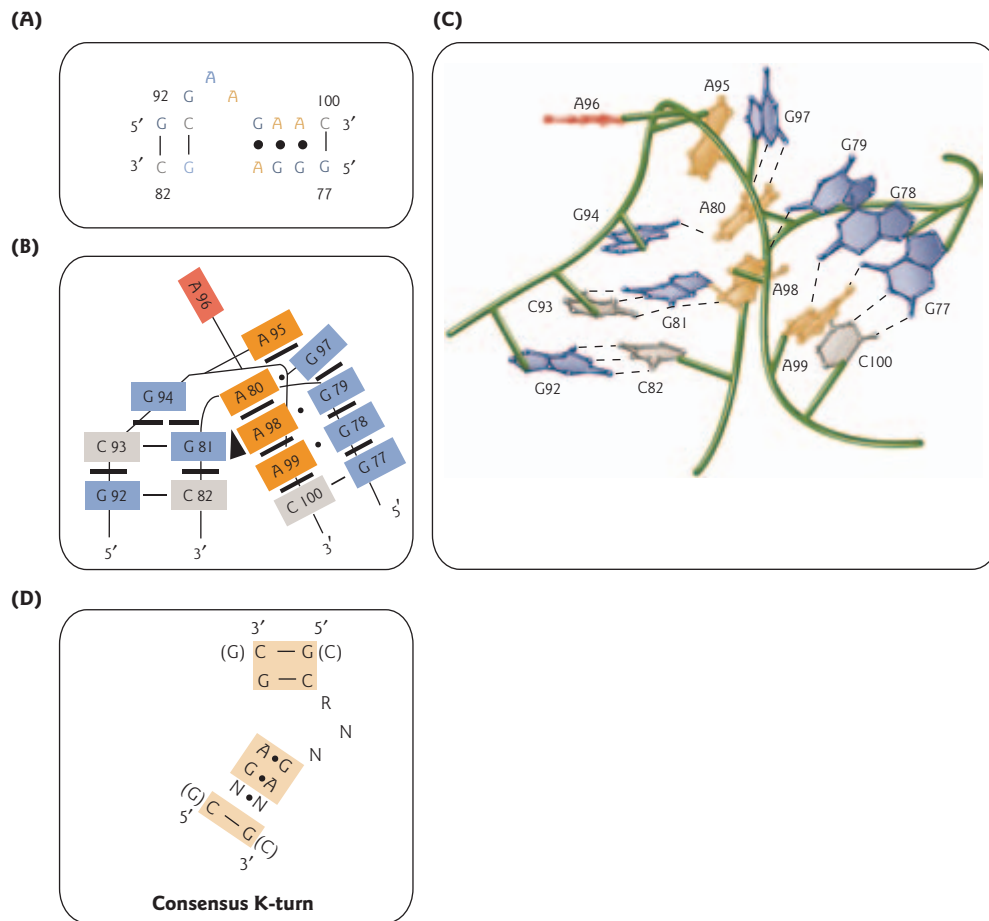 (A)
A
92 G A 100
5′ G C G A A C 3′
3′ C G A G G G 5′
82 77
(B)
A 96
A 95
G 97
G 94
A 80
G 79
C 93
G 81
A 98
G 78
A 99
G 77
G 92
C 82
C 100
5′
5′
3′
3′
(C)
A95
A96
G97
G79
A80
G78
G94
A98
C93
G81
G77
A99
C100
G92
C82
(D)
3′ 5′
(G) C — G (C)
G — C
R
N
N
A•G
G•A
N•N
(G) C — G (C)
5′
3′
Consensus K-turn